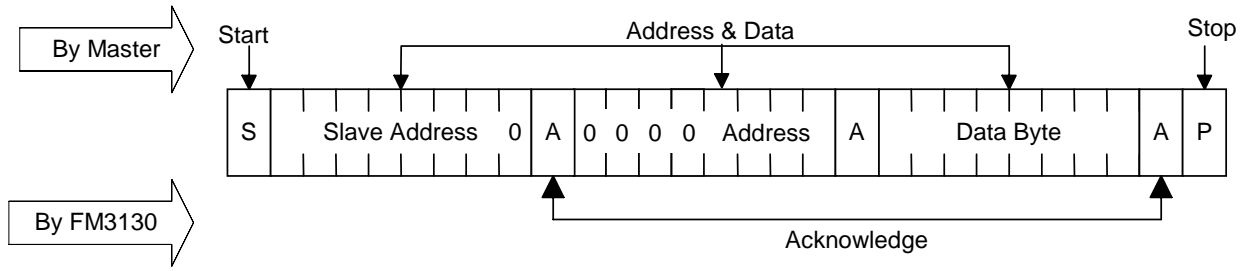 By Master
Start
Address & Data
Stop
S Slave Address 0 A 0 0 0 0 Address A Data Byte A P
By FM3130
Acknowledge